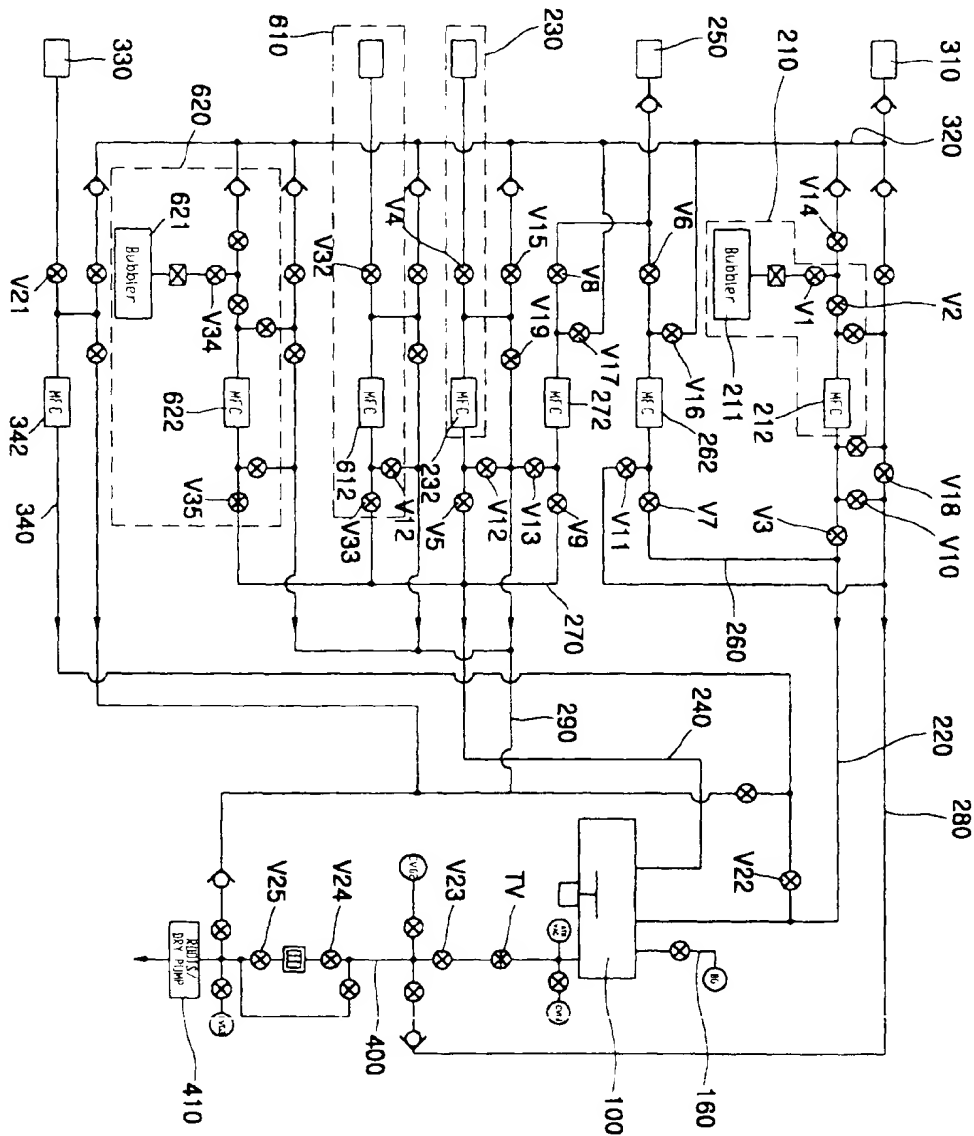 310
320
V14
V2
V18
V10
280
210
V1
V3
220
Bubbler
211
MFC
212
260
250
V6
V16
MFC
262
V7
V11
V22
BG
160
V8
V17
MFC
272
V9
V13
270
240
100
230
V15
V19
V4
MFC
232
V12
V5
290
TV
610
V32
MFC
612
V12
V33
V23
400
620
621
Bubbler
V34
MFC
622
V35
V24
V25
ROOTS/
DRY PUMP
410
330
V21
MFC
342
340